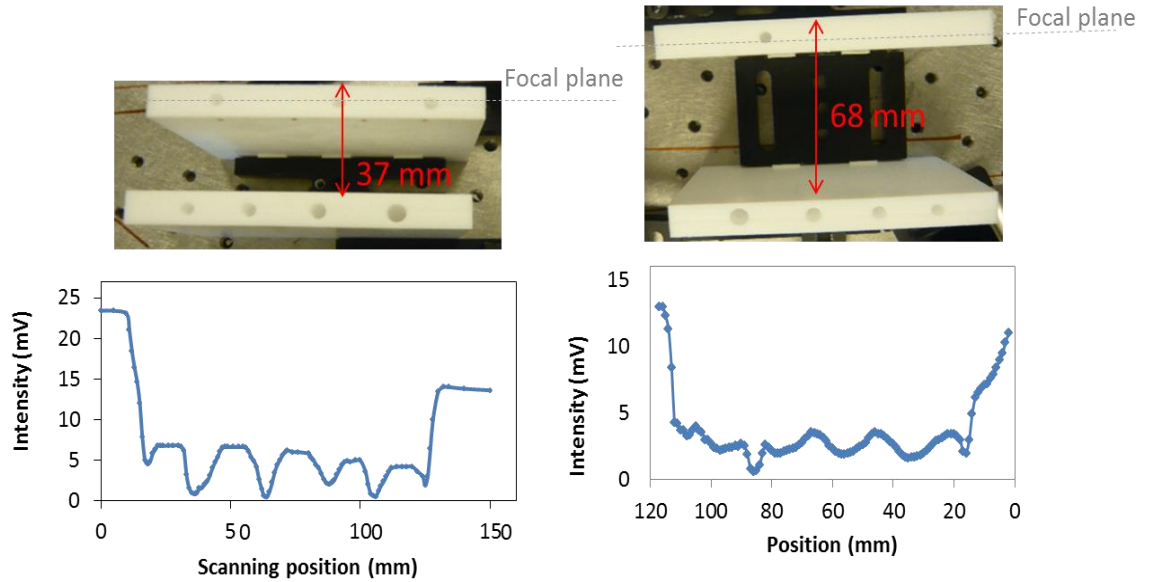 Focal plane
37 mm
Focal plane
68 mm
Intensity (mV)
25
20
15
10
5
0
0
50
100
150
Scanning position (mm)
Intensity (mV)
15
10
5
0
120
100
80
60
40
20
0
Position (mm)